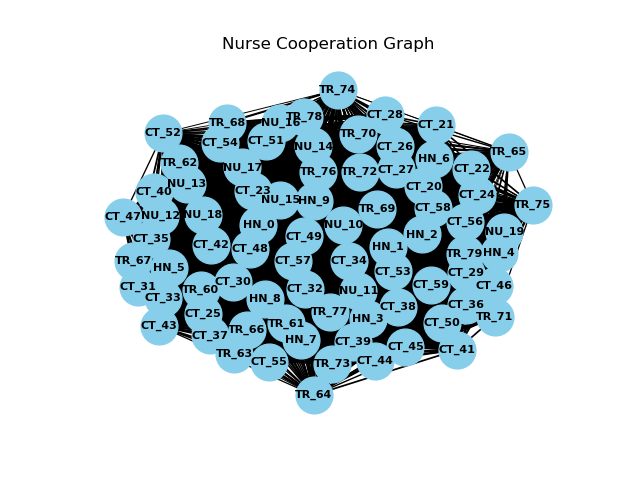 Nurse Cooperation Graph
TR_74
CT_28
TR_78
NU_16
TR_68
CT_21
CT_52
TR_70
CT_51
CT_54
NU_14
CT_26
TR_65
HN_6
TR_62
NU_17
CT_27
CT_22
TR_76
TR_72
NU_13
CT_20
CT_40
CT_23
CT_24
NU_15
HN_9
TR_75
CT_58
TR_69
CT_47
NU_12
NU_18
CT_56
HN_0
NU_10
NU_19
HN_2
CT_49
CT_35
CT_42
CT_48
HN_1
TR_79
HN_4
TR_67
CT_57
CT_34
HN_5
CT_53
CT_29
CT_30
CT_31
CT_59
CT_46
TR_60
CT_32
NU_11
CT_33
HN_8
CT_36
CT_38
CT_25
TR_77
HN_3
TR_71
CT_43
TR_61
CT_50
TR_66
CT_37
HN_7
CT_39
CT_45
CT_41
TR_63
CT_55
TR_73
CT_44
TR_64